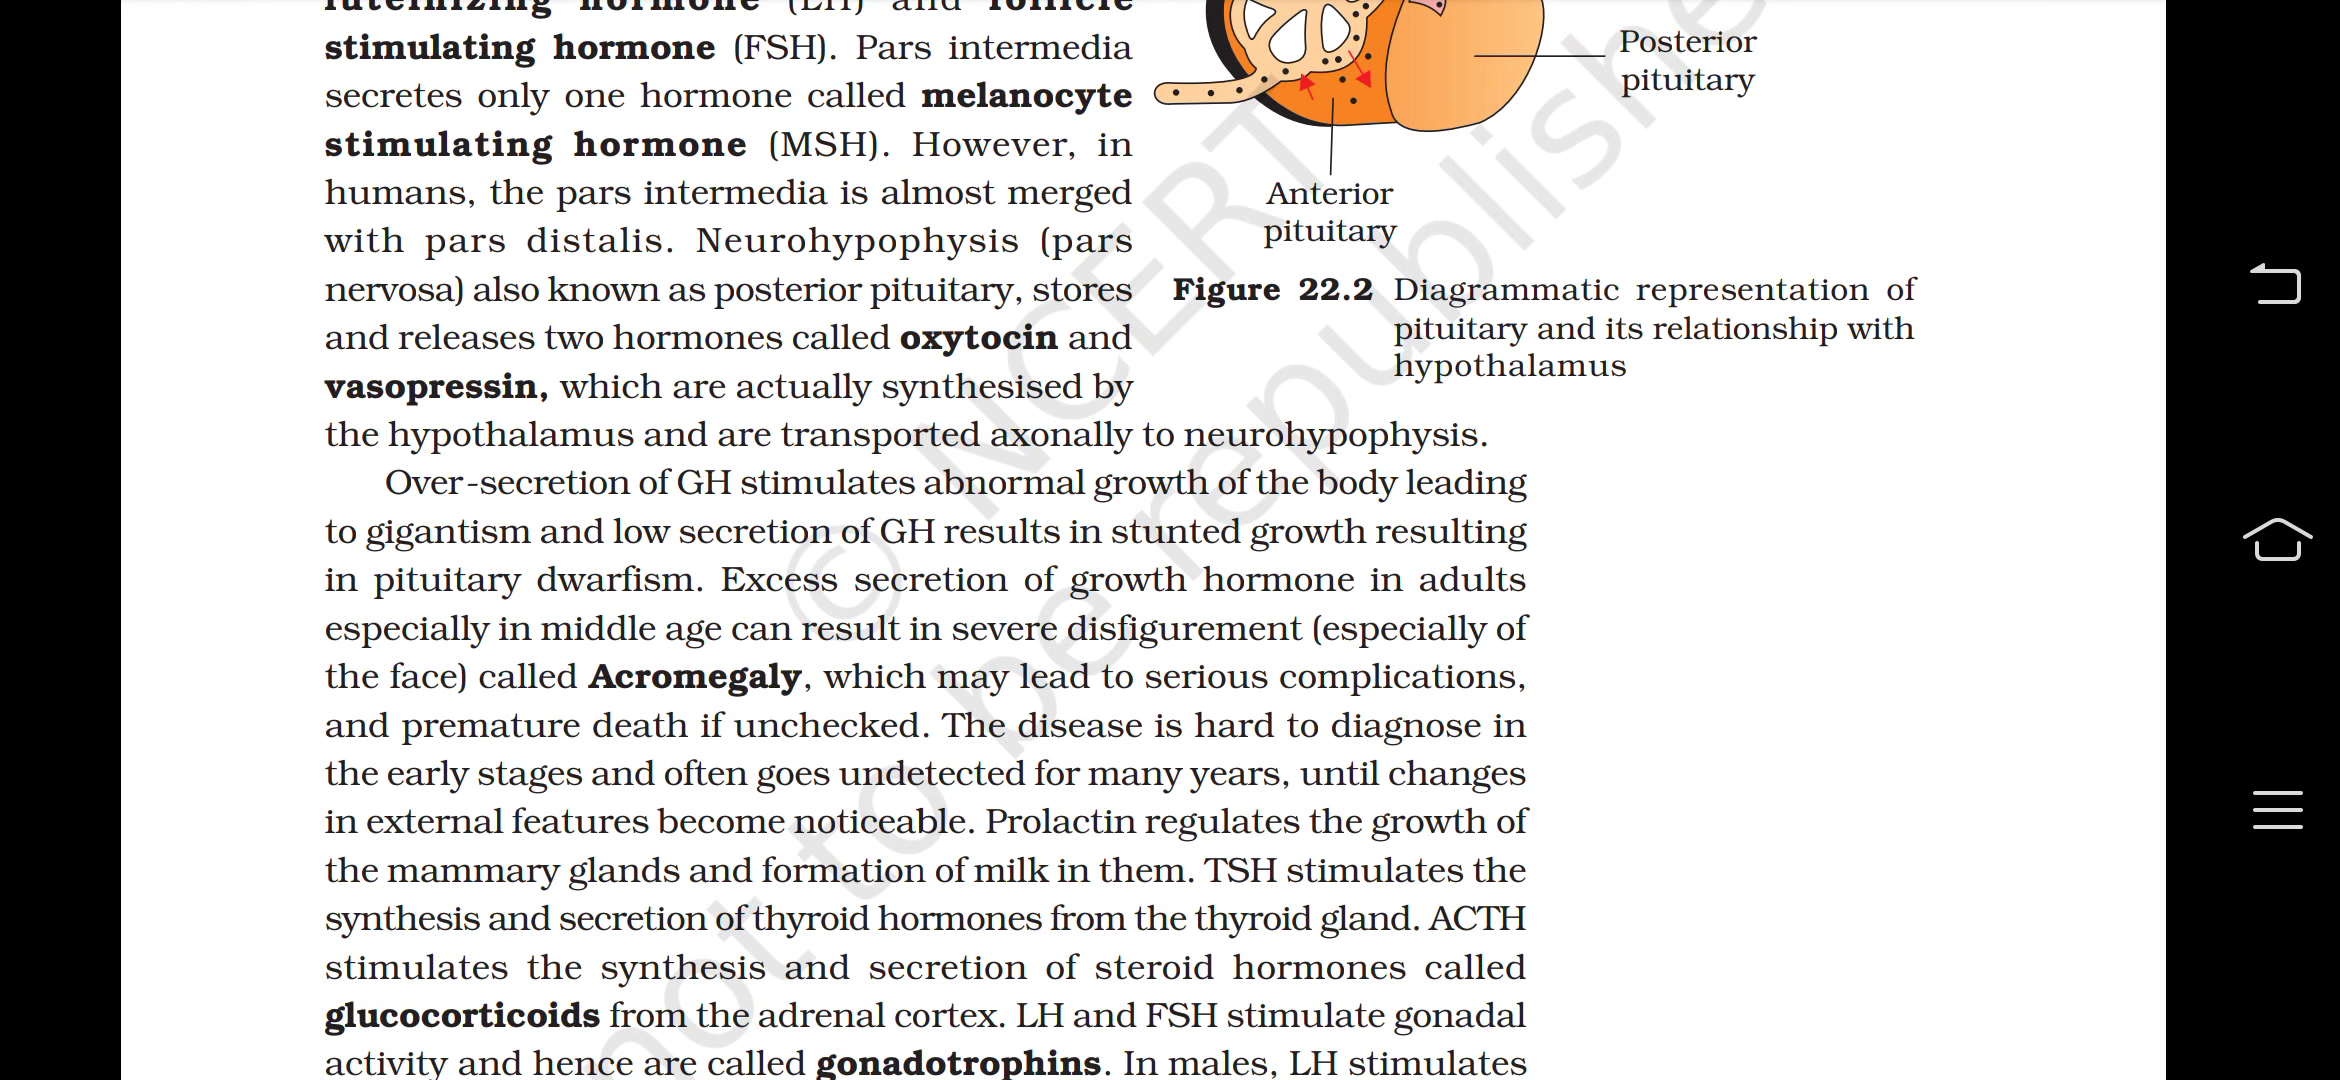 luteinizing hormone (LH) and follicle
stimulating hormone (FSH). Pars intermedia
secretes only one hormone called melanocyte
stimulating hormone (MSH). However, in
humans, the pars intermedia is almost merged
with pars distalis. Neurohypophysis (pars
nervosa) also known as posterior pituitary, stores
and releases two hormones called oxytocin and
vasopressin, which are actually synthesised by
the hypothalamus and are transported axonally to neurohypophysis.
Over-secretion of GH stimulates abnormal growth of the body leading
to gigantism and low secretion of GH results in stunted growth resulting
in pituitary dwarfism. Excess secretion of growth hormone in adults
especially in middle age can result in severe disfigurement (especially of
the face) called Acromegaly, which may lead to serious complications,
and premature death if unchecked. The disease is hard to diagnose in
the early stages and often goes undetected for many years, until changes
in external features become noticeable. Prolactin regulates the growth of
the mammary glands and formation of milk in them. TSH stimulates the
synthesis and secretion of thyroid hormones from the thyroid gland. ACTH
stimulates the synthesis and secretion of steroid hormones called
glucocorticoids from the adrenal cortex. LH and FSH stimulate gonadal
activity and hence are called gonadotrophins. In males, LH stimulates
Posterior
pituitary
Anterior
pituitary
Figure 22.2 Diagrammatic representation of
pituitary and its relationship with
hypothalamus
© NCERT
not to be republishe